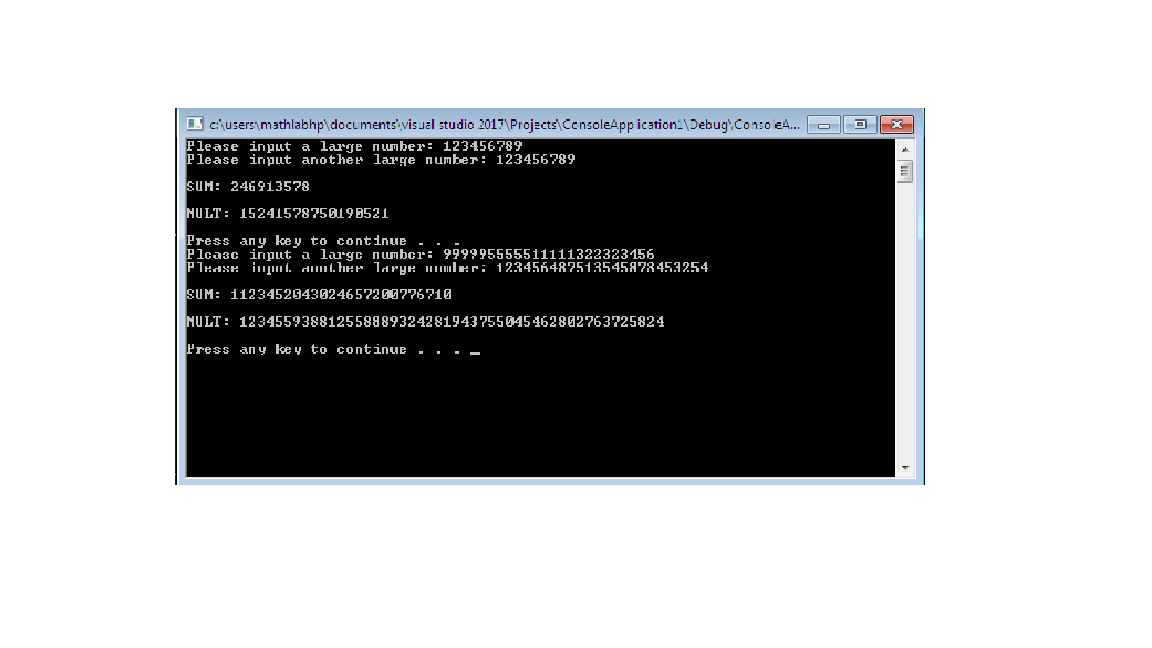 c:\users\mathlabhp\documents\visual studio 2017\Projects\ConsoleApplication1\Debug\ConsoleA...
Please input a large number: 123456789
Please input another large number: 123456789
SUM: 246913578
MULT: 15241578750190521
Press any key to continue . . .
Please input a large number: 999995555511111322323456
Please input another large number: 123456487513545878453254
SUM: 1123452043024657200776710
MULT: 123455938812558889324281943755045462802763725824
Press any key to continue . . . _